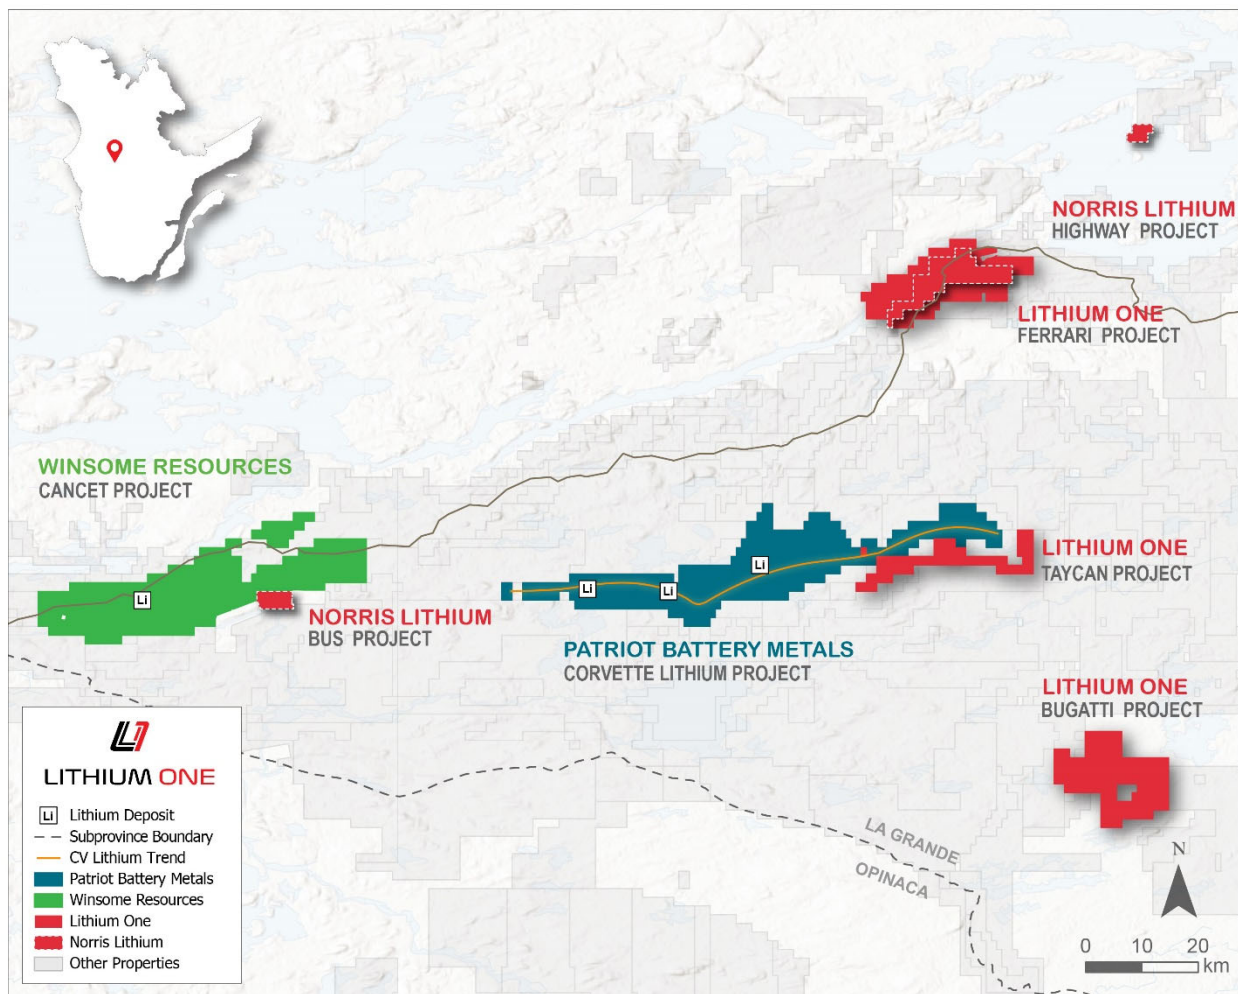 NORRIS LITHIUM
HIGHWAY PROJECT
LITHIUM ONE
FERRARI PROJECT
WINSOME RESOURCES
CANCET PROJECT
Li
Li
Li
Li
NORRIS LITHIUM
BUS PROJECT
LITHIUM ONE
TAYCAN PROJECT
PATRIOT BATTERY METALS
CORVETTE LITHIUM PROJECT
LITHIUM ONE
BUGATTI PROJECT
LA GRANDE
OPINACA
LITHIUM ONE
Li Lithium Deposit
Subprovince Boundary
CV Lithium Trend
Patriot Battery Metals
Winsome Resources
Lithium One
Norris Lithium
Other Properties
N
0 10 20
km